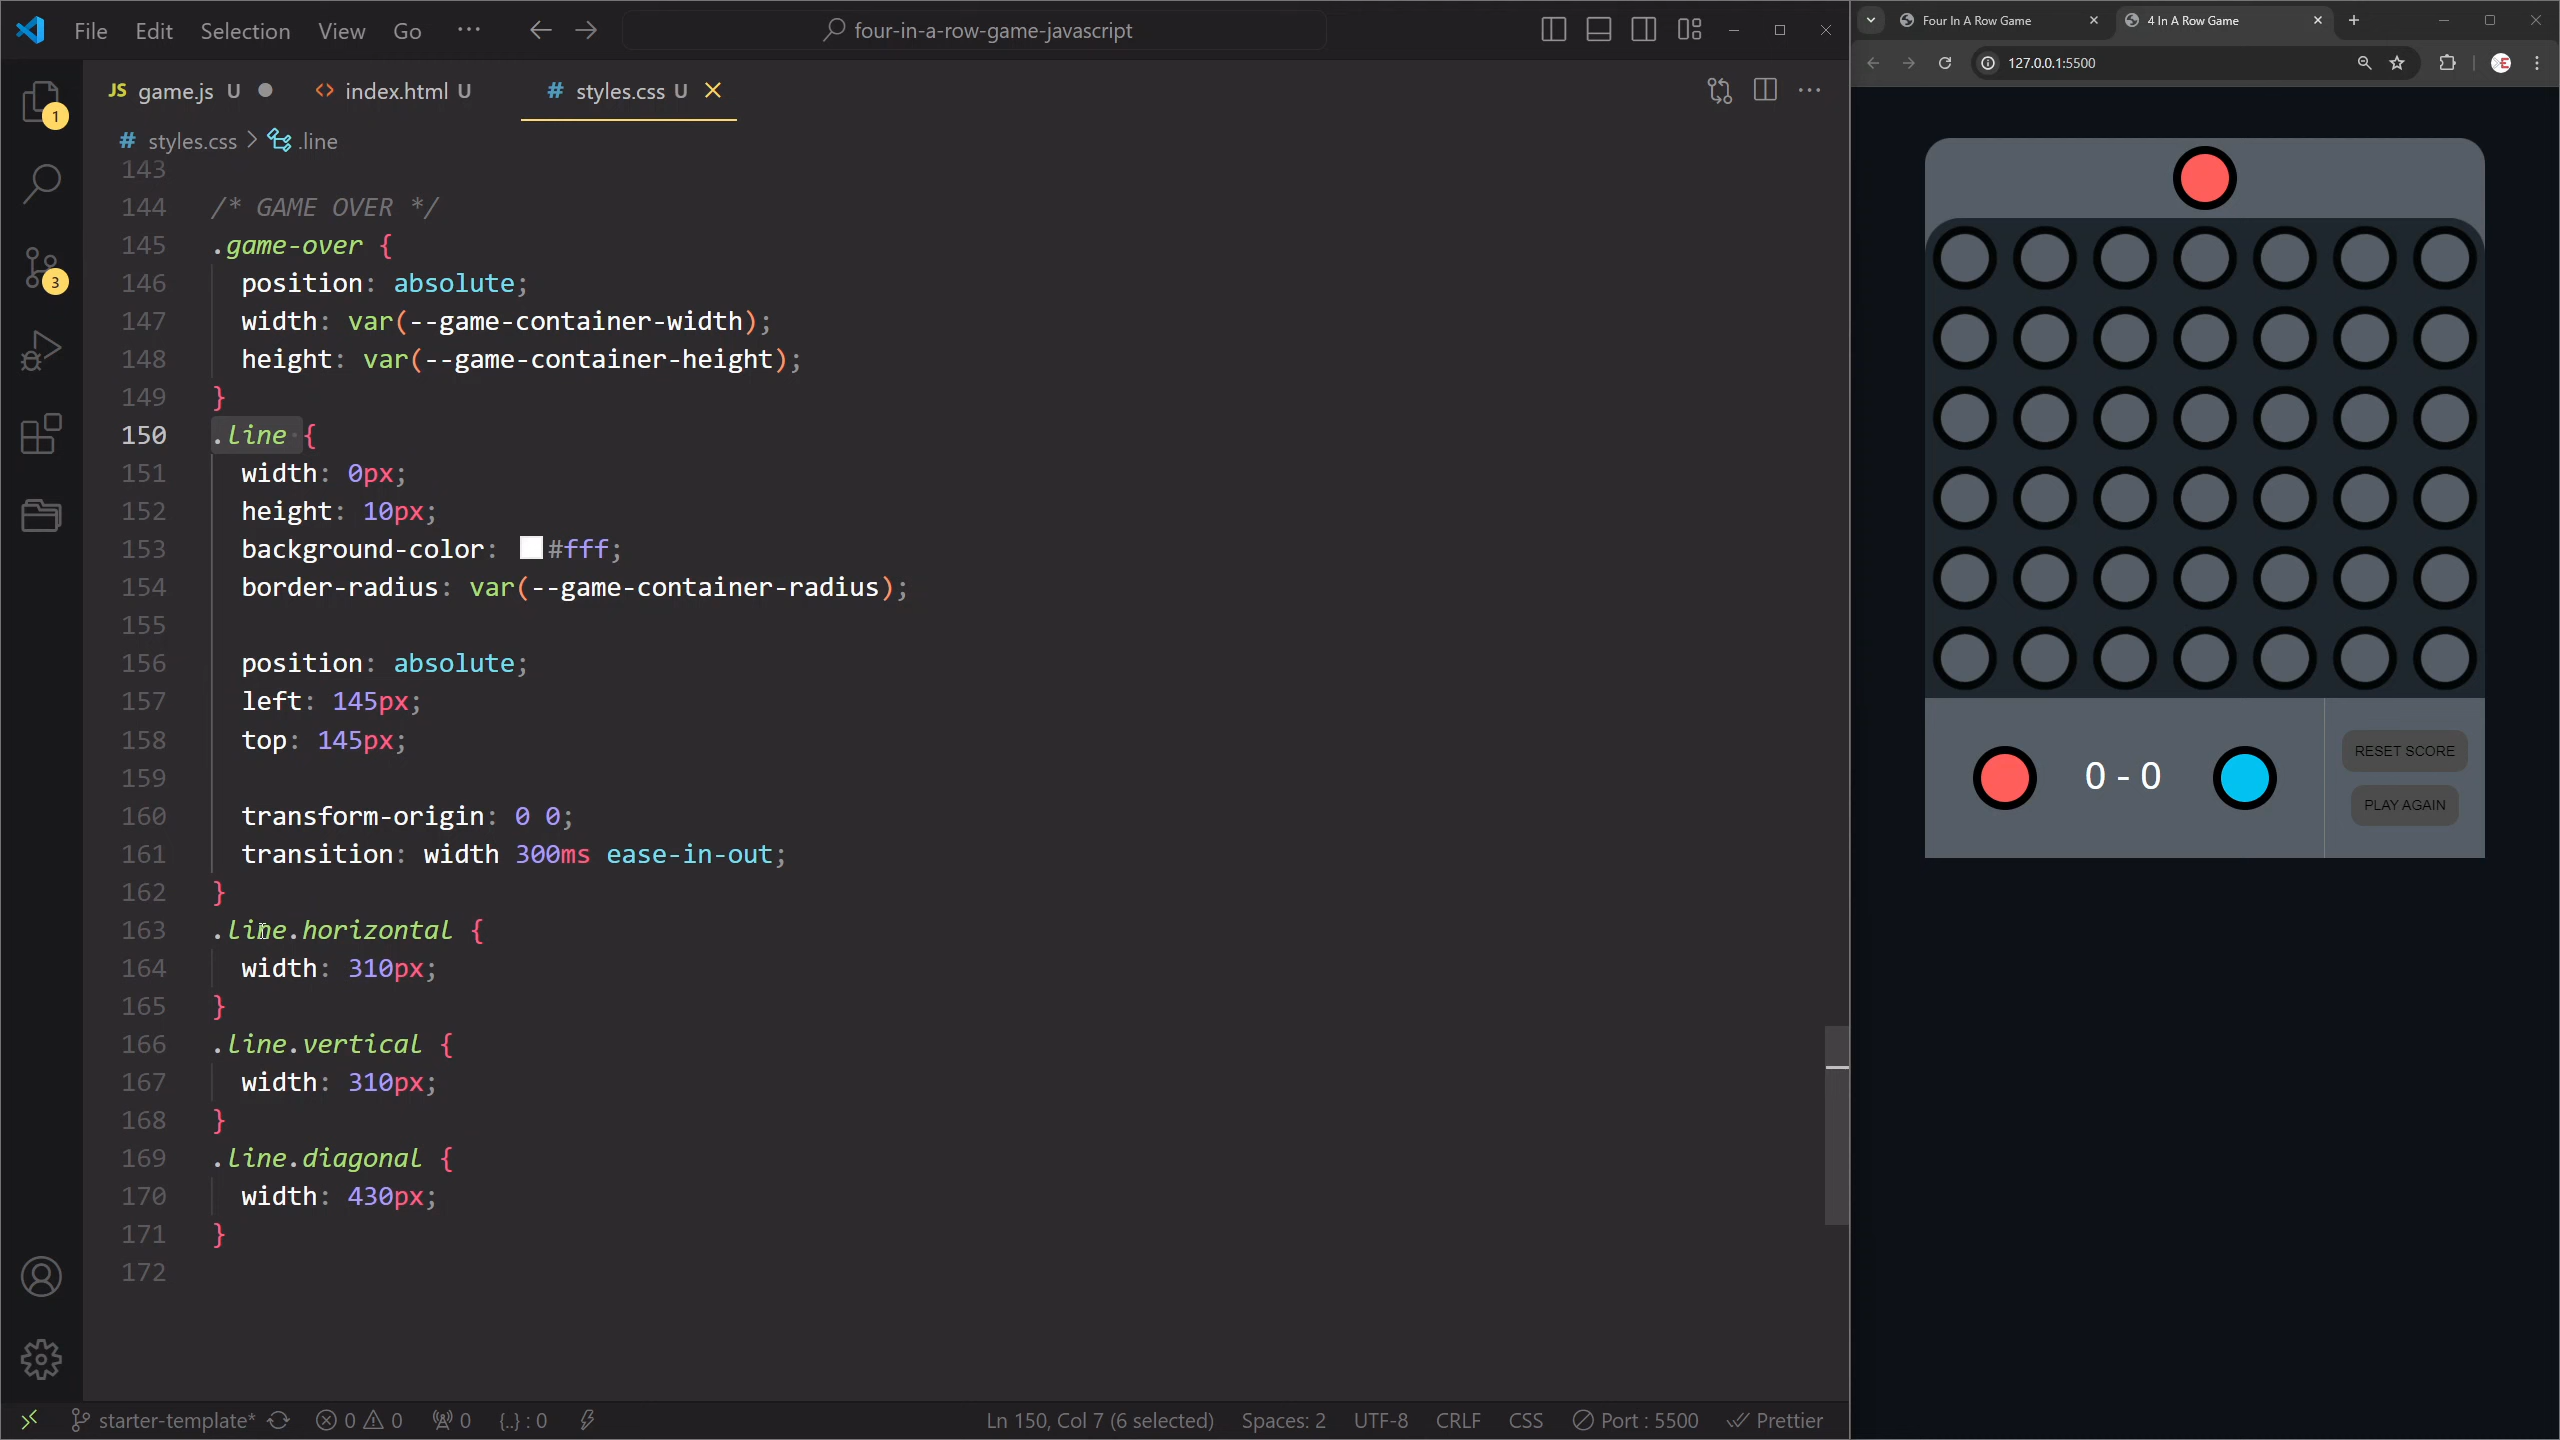 File Edit Selection View Go ··· four-in-a-row-game-javascript
JS game.js U <> index.html U # styles.css U
# styles.css > .line
143
144 /* GAME OVER */
145 .game-over {
146 position: absolute;
147 width: var(--game-container-width);
148 height: var(--game-container-height);
149 }
150 .line {
151 width: 0px;
152 height: 10px;
153 background-color: #fff;
154 border-radius: var(--game-container-radius);
155
156 position: absolute;
157 left: 145px;
158 top: 145px;
159
160 transform-origin: 0 0;
161 transition: width 300ms ease-in-out;
162 }
163 .line.horizontal {
164 width: 310px;
165 }
166 .line.vertical {
167 width: 310px;
168 }
169 .line.diagonal {
170 width: 430px;
171 }
172
1
3
starter-template* 0 0 0 {..} : 0 Ln 150, Col 7 (6 selected) Spaces: 2 UTF-8 CRLF CSS Port : 5500 Prettier
Four In A Row Game 4 In A Row Game
127.0.0.1:5500
0 - 0
RESET SCORE
PLAY AGAIN